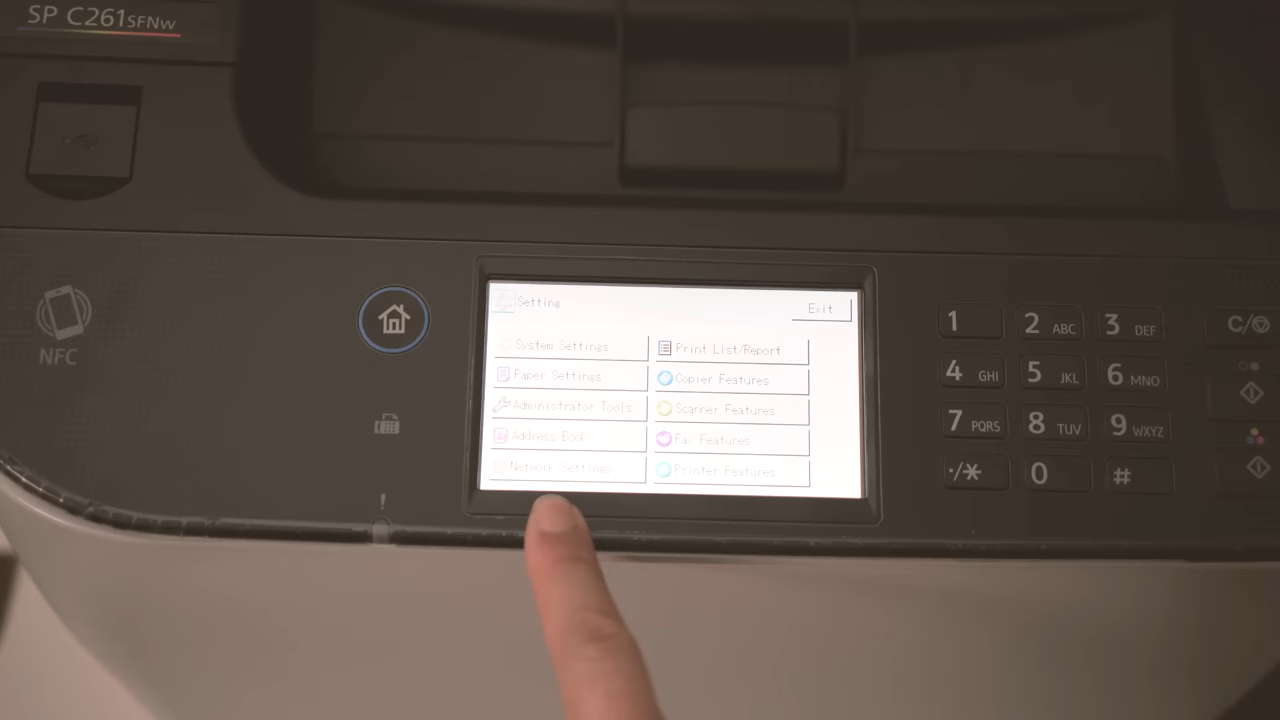 SP C261SFNw
NFC
Setting
Exit
System Settings
Print List/Report
Paper Settings
Copier Features
Administrator Tools
Scanner Features
Address Book
Fax Features
Network Settings
Printer Features
1 2 ABC 3 DEF
4 GHI 5 JKL 6 MNO
7 PQRS 8 TUV 9 WXYZ
·/* 0 #
C/
!